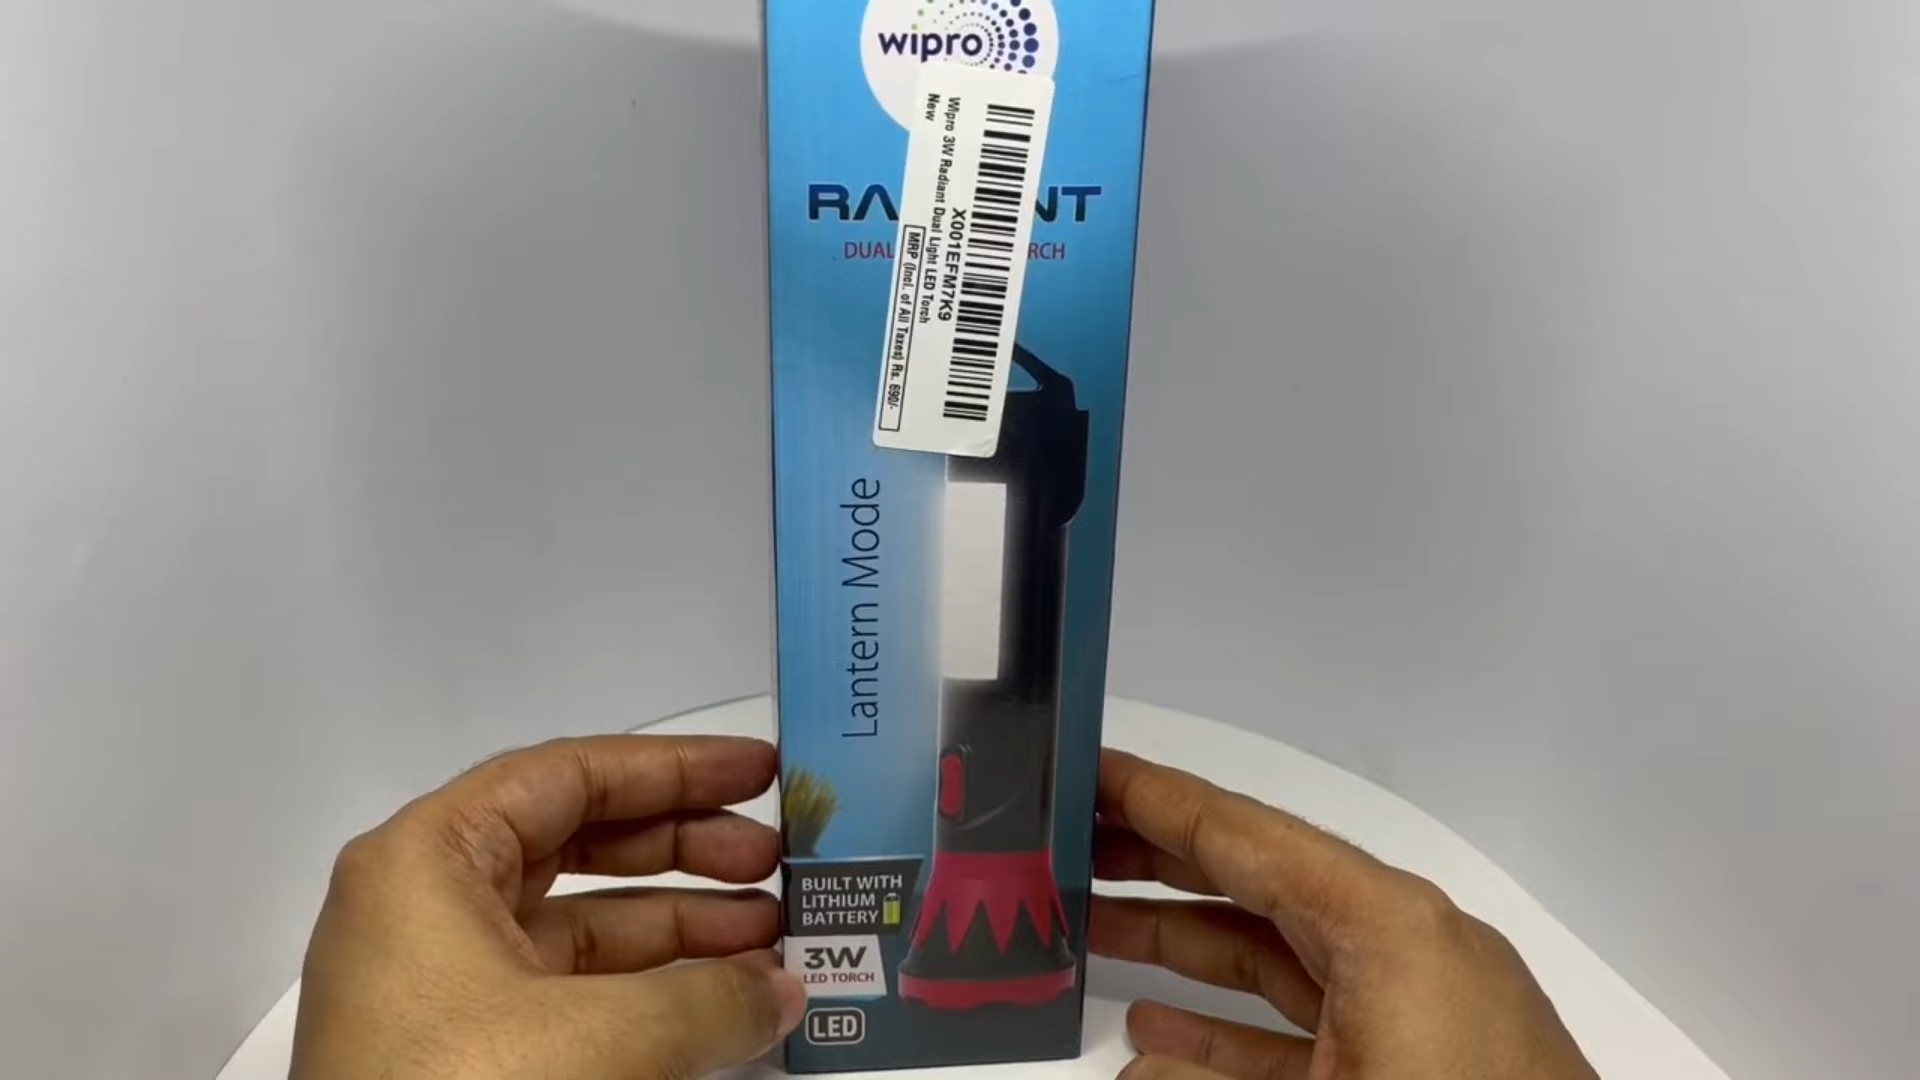 wipro
Wipro 3W Radiant Dual Light LED Torch
New
X001EFM7K9
MRP (Incl. of All Taxes) Rs. 690/-
RA NT
DUAL RCH
Lantern Mode
BUILT WITH
LITHIUM
BATTERY
3W
LED TORCH
LED